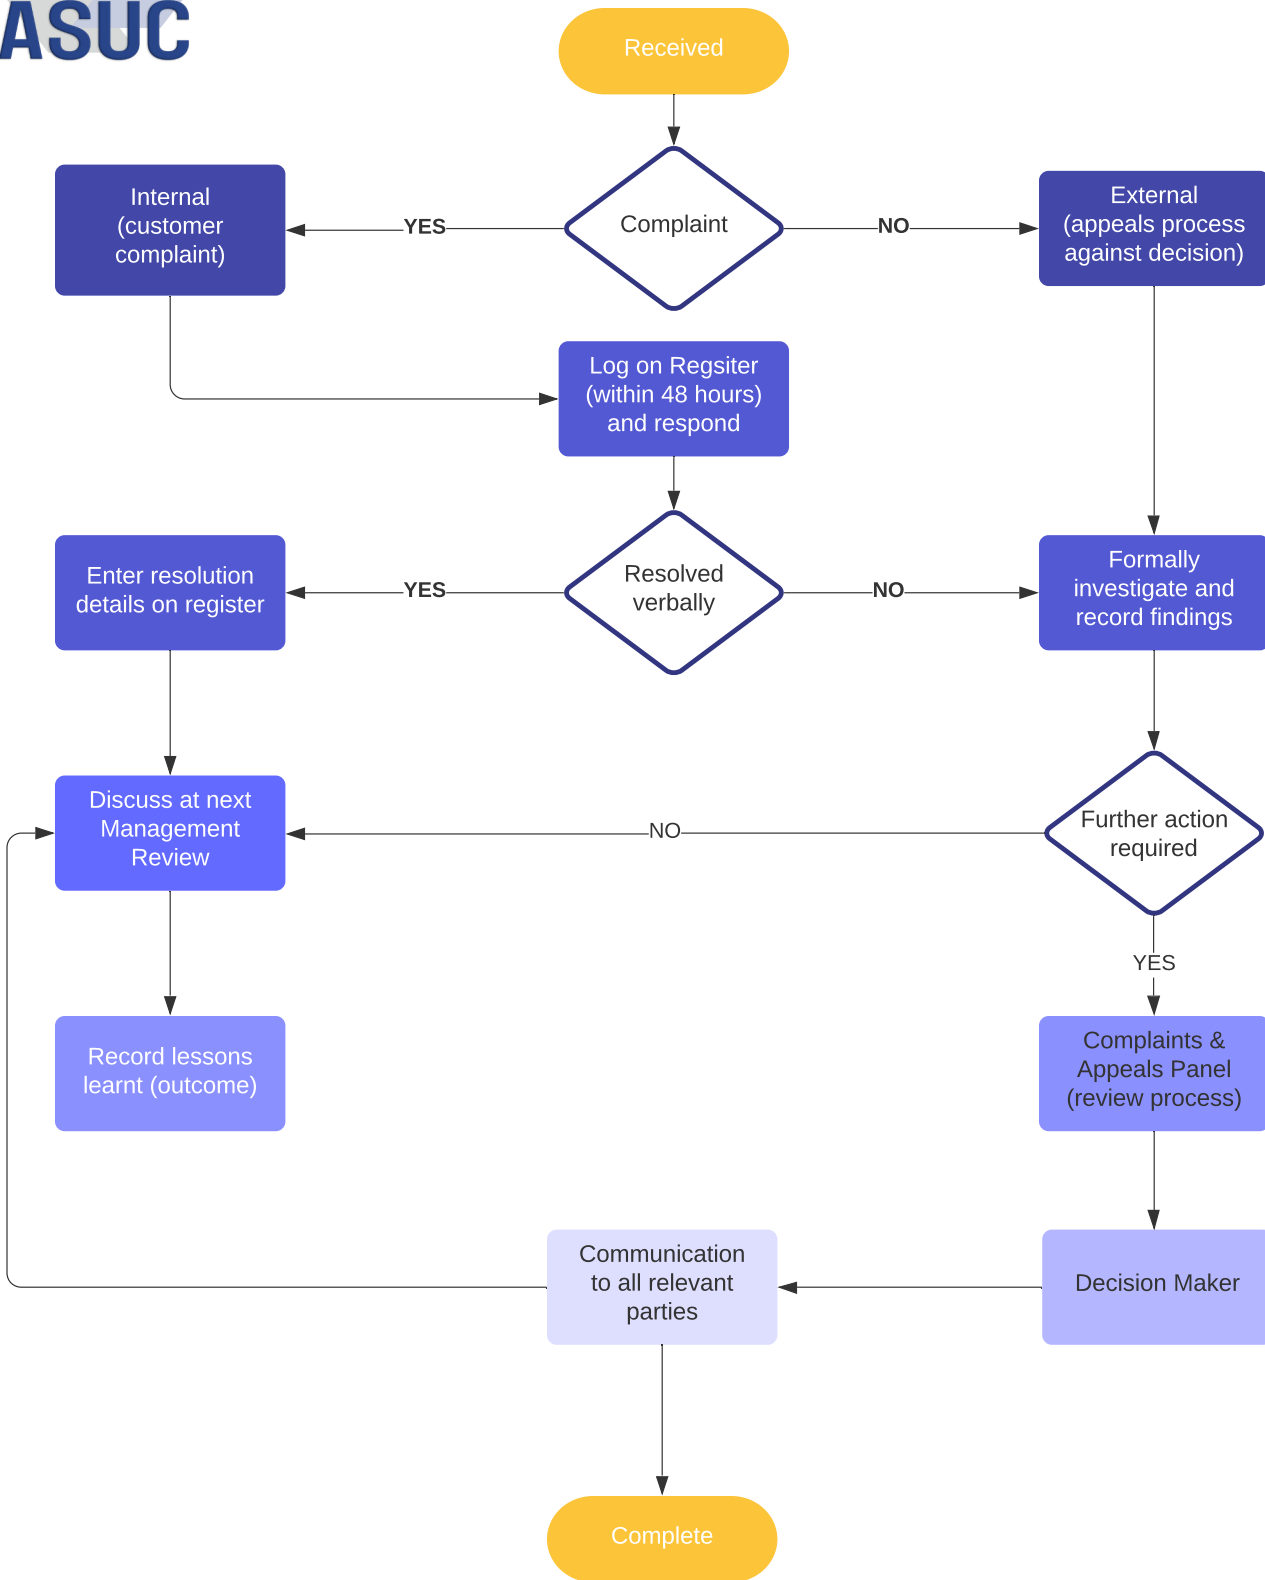 ASUC
Received
Complaint
YES
NO
Internal
(customer
complaint)
External
(appeals process
against decision)
Log on Regsiter
(within 48 hours)
and respond
Resolved
verbally
YES
NO
Enter resolution
details on register
Formally
investigate and
record findings
Discuss at next
Management
Review
NO
Further action
required
YES
Record lessons
learnt (outcome)
Complaints &
Appeals Panel
(review process)
Communication
to all relevant
parties
Decision Maker
Complete